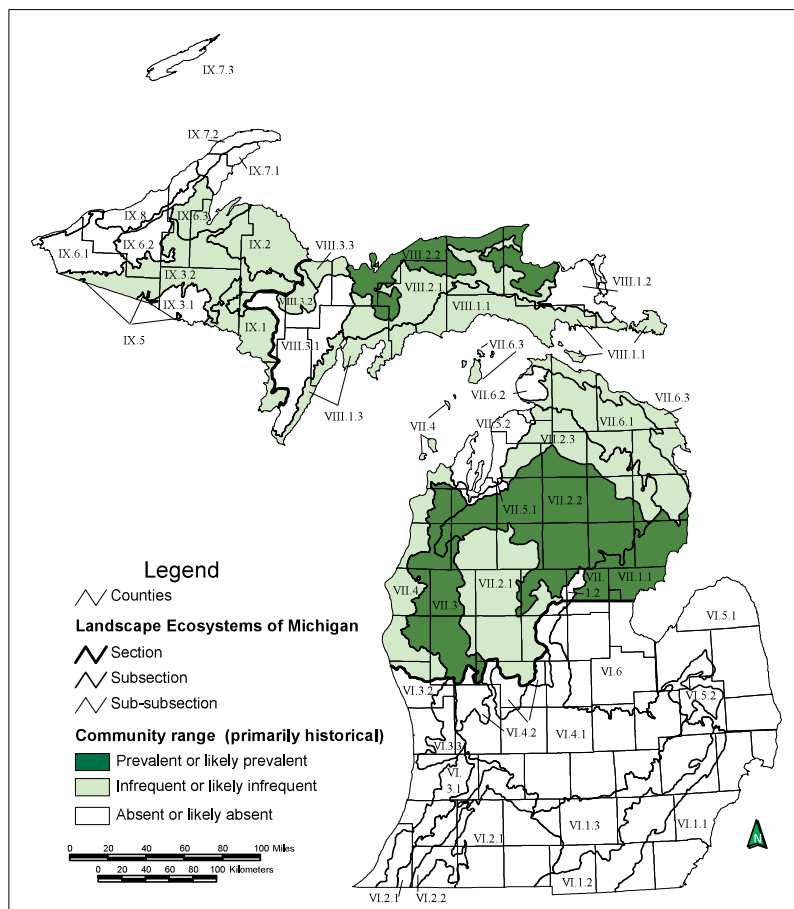 IX.7.3
IX.7.2
IX.7.1
IX.8
IX.6.3
IX.6.2
IX.6.1
IX.2
VIII.3.3
VIII.2.2
IX.3.2
VIII.2.1
VIII.1.2
VIII.3.2
IX.3.1
VIII.1.1
IX.5
IX.1
VIII.3.1
VIII.1.1
VII.6.3
VIII.1.3
VII.6.2
VII.6.3
VII.4
VII.5.2
VII.6.1
VII.2.3
VII.5.1
VII.2.2
VII.4
VII.3
VII.2.1
VII.
1.2
VII.1.1
VI.5.1
VI.6
VI.3.2
VI.5.2
VI.4.2
VI.4.1
VI.3.3
VI.
3.1
VI.2.1
VI.1.3
VI.1.1
VI.2.1
VI.2.2
VI.1.2
Legend
Counties
Landscape Ecosystems of Michigan
Section
Subsection
Sub-subsection
Community range (primarily historical)
Prevalent or likely prevalent
Infrequent or likely infrequent
Absent or likely absent
0 20 40 60 80 100 Miles
0 20 40 60 80 100 Kilometers
N